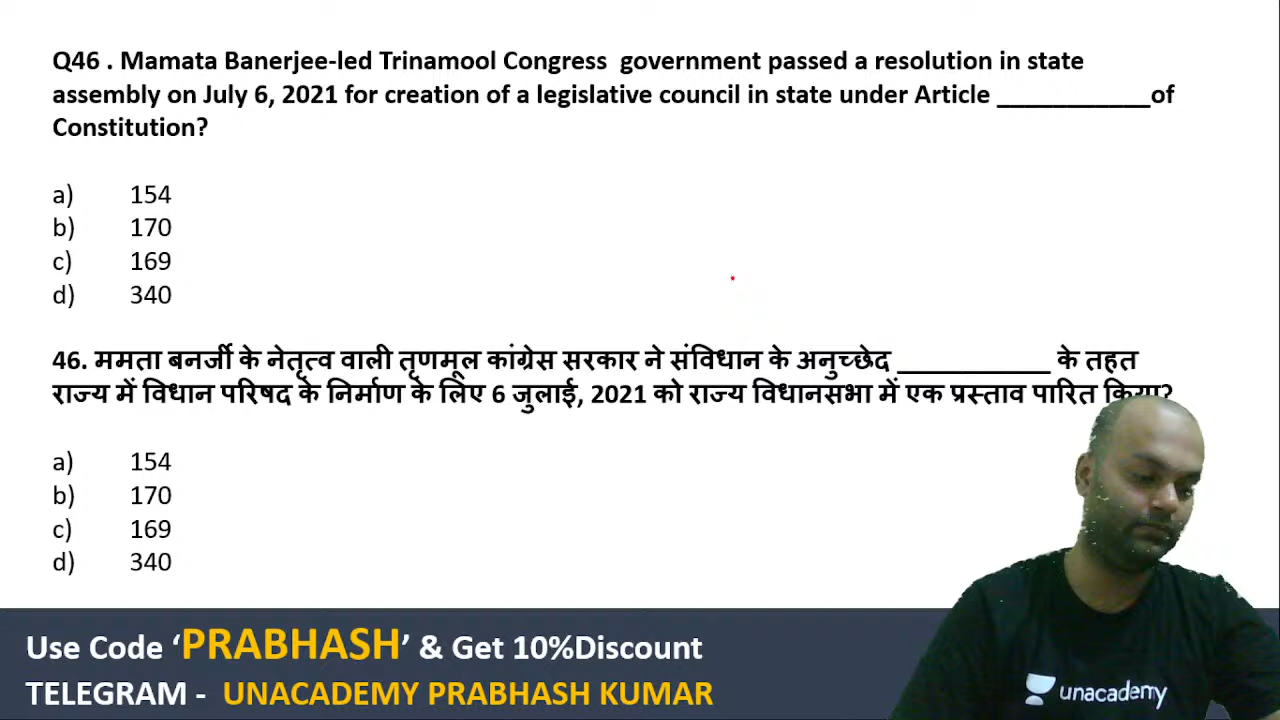 Q46 . Mamata Banerjee-led Trinamool Congress government passed a resolution in state
assembly on July 6, 2021 for creation of a legislative council in state under Article ___________of
Constitution?
a) 154
b) 170
c) 169
d) 340
46. ममता बनर्जी के नेतृत्व वाली तृणमूल कांग्रेस सरकार ने संविधान के अनुच्छेद ___________ के तहत
राज्य में विधान परिषद के निर्माण के लिए 6 जुलाई, 2021 को राज्य विधानसभा में एक प्रस्ताव पारित किया?
a) 154
b) 170
c) 169
d) 340
Use Code ‘PRABHASH’ & Get 10%Discount
TELEGRAM - UNACADEMY PRABHASH KUMAR
unacademy